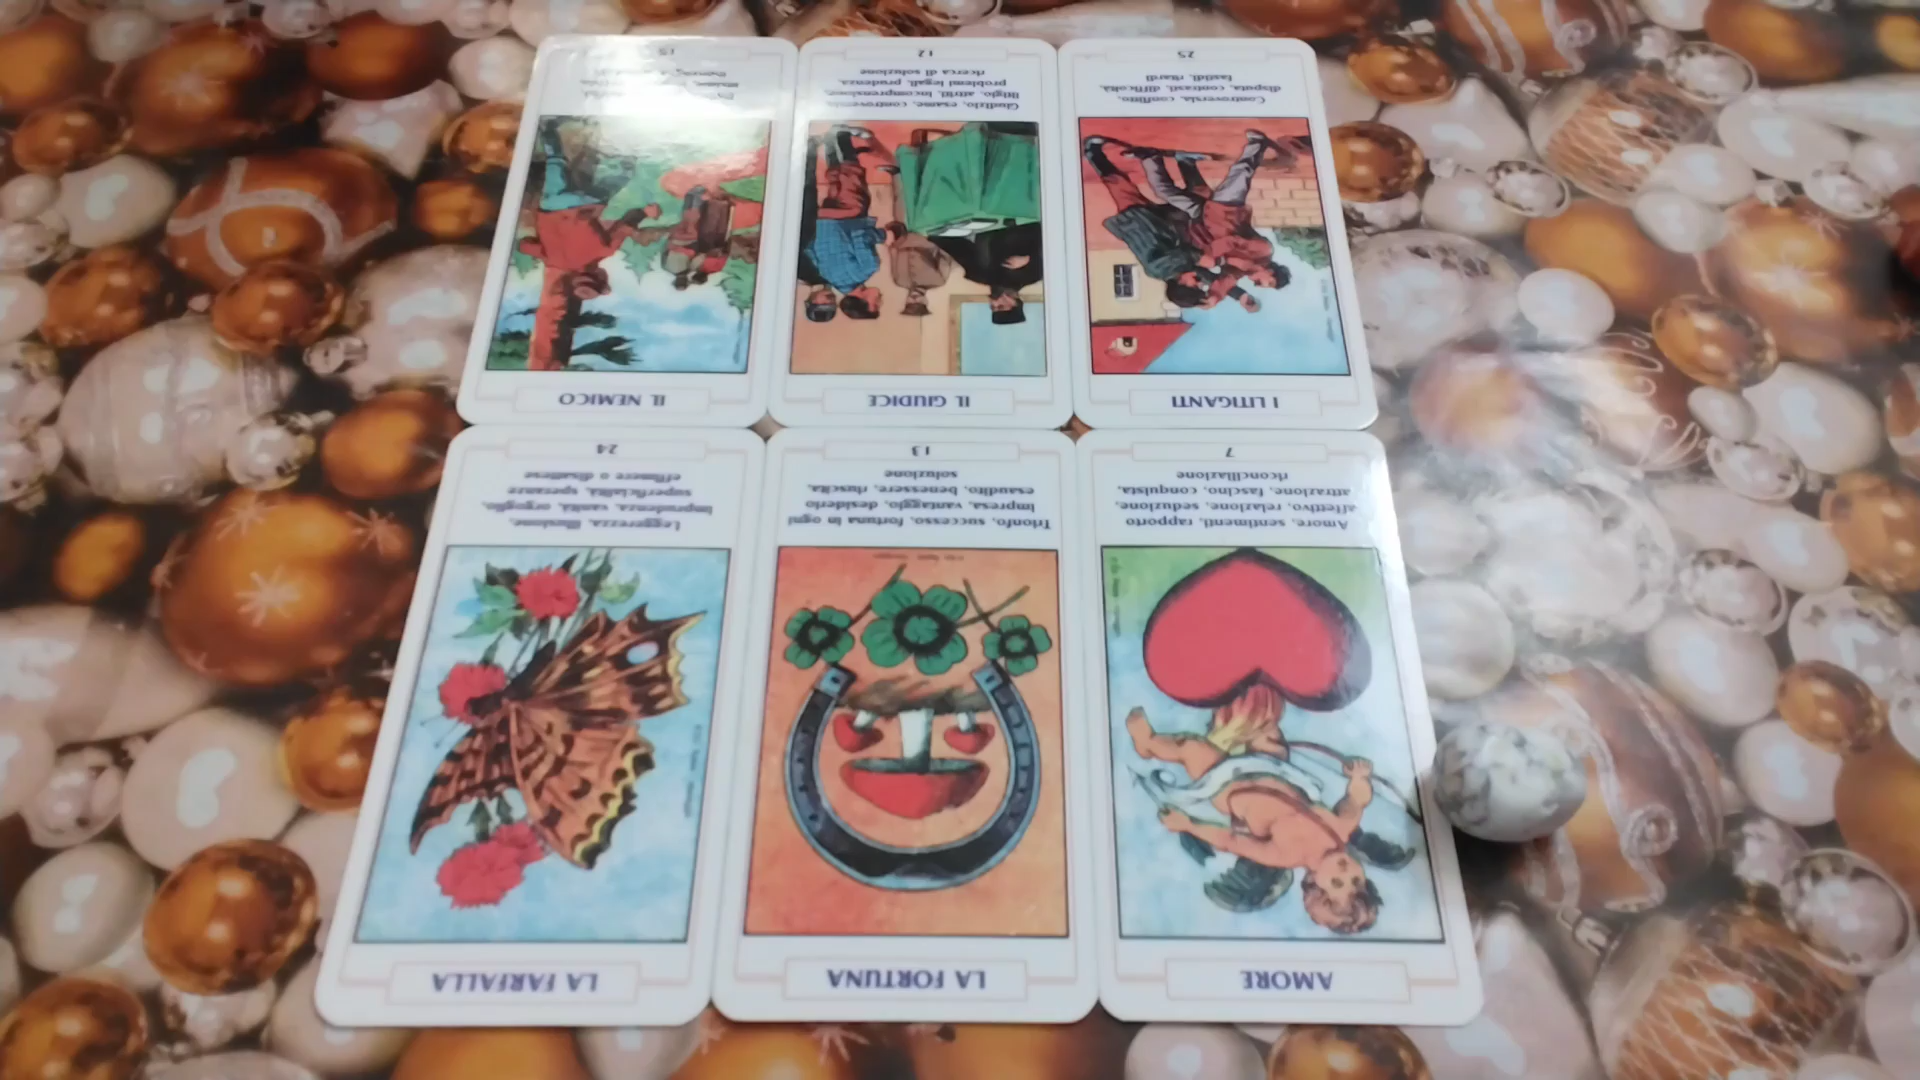 I LITIGANTI
Controversia, conflitto,
disputa, contrasti, difficoltà,
fastidi, ritardi
25
IL GIUDICE
Giudizio, esame, controversia,
litigio, attriti, incomprensione,
problemi legali, prudenza,
ricerca di soluzione
12
IL NEMICO
15
AMORE
Amore, sentimenti, rapporto
affettivo, relazione, seduzione,
attrazione, fascino, conquista,
riconciliazione
7
LA FORTUNA
Trionfo, successo, fortuna in ogni
impresa, vantaggio, desiderio
esaudito, benessere, riuscita,
soluzione
13
LA FARFALLA
Leggerezza, illusione,
imprudenza, vanità, orgoglio,
superficialità, speranze
effimere o disattese
24